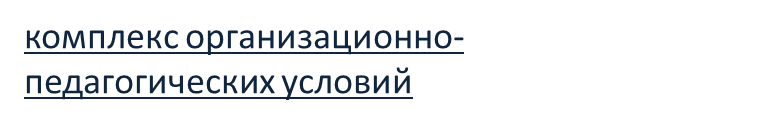 комплекс организационно-
педагогических условий